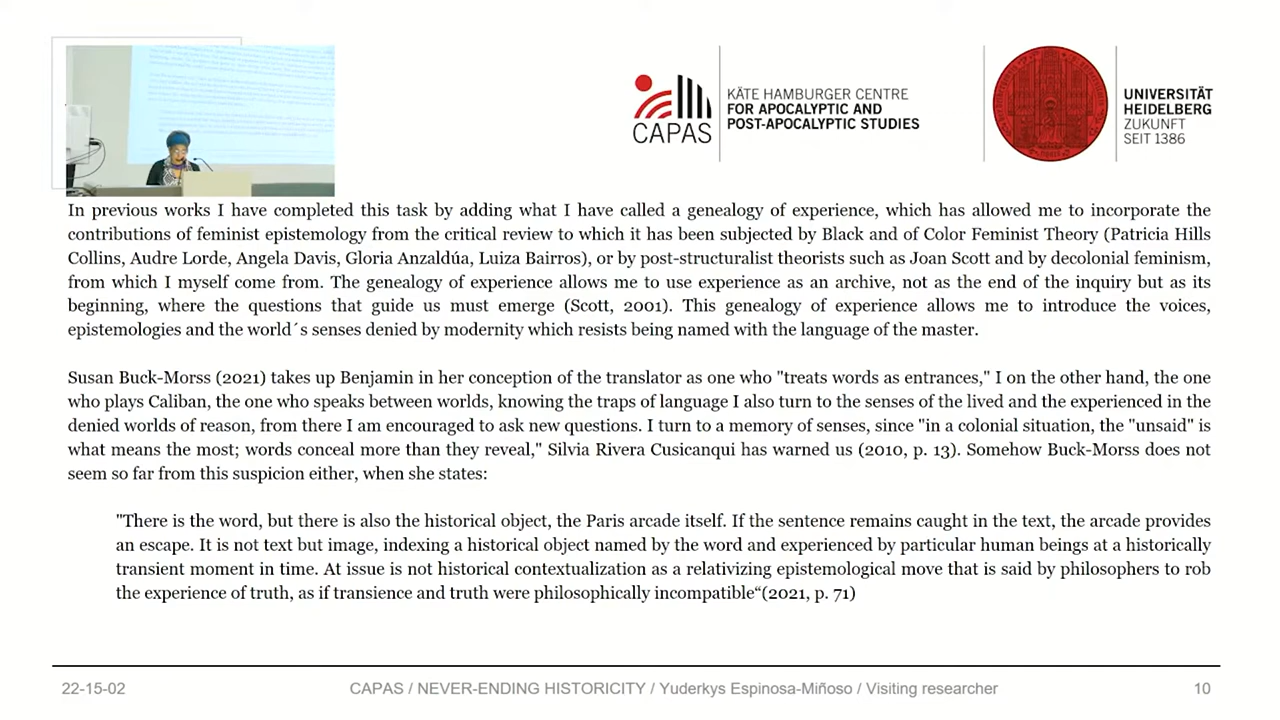 CAPAS
KÄTE HAMBURGER CENTRE
FOR APOCALYPTIC AND
POST-APOCALYPTIC STUDIES
UNIVERSITÄT
HEIDELBERG
ZUKUNFT
SEIT 1386
In previous works I have completed this task by adding what I have called a genealogy of experience, which has allowed me to incorporate the
contributions of feminist epistemology from the critical review to which it has been subjected by Black and of Color Feminist Theory (Patricia Hills
Collins, Audre Lorde, Angela Davis, Gloria Anzaldúa, Luiza Bairros), or by post-structuralist theorists such as Joan Scott and by decolonial feminism,
from which I myself come from. The genealogy of experience allows me to use experience as an archive, not as the end of the inquiry but as its
beginning, where the questions that guide us must emerge (Scott, 2001). This genealogy of experience allows me to introduce the voices,
epistemologies and the world´s senses denied by modernity which resists being named with the language of the master.
Susan Buck-Morss (2021) takes up Benjamin in her conception of the translator as one who "treats words as entrances," I on the other hand, the one
who plays Caliban, the one who speaks between worlds, knowing the traps of language I also turn to the senses of the lived and the experienced in the
denied worlds of reason, from there I am encouraged to ask new questions. I turn to a memory of senses, since "in a colonial situation, the "unsaid" is
what means the most; words conceal more than they reveal," Silvia Rivera Cusicanqui has warned us (2010, p. 13). Somehow Buck-Morss does not
seem so far from this suspicion either, when she states:
"There is the word, but there is also the historical object, the Paris arcade itself. If the sentence remains caught in the text, the arcade provides
an escape. It is not text but image, indexing a historical object named by the word and experienced by particular human beings at a historically
transient moment in time. At issue is not historical contextualization as a relativizing epistemological move that is said by philosophers to rob
the experience of truth, as if transience and truth were philosophically incompatible“(2021, p. 71)
22-15-02
CAPAS / NEVER-ENDING HISTORICITY / Yuderkys Espinosa-Miñoso / Visiting researcher
10